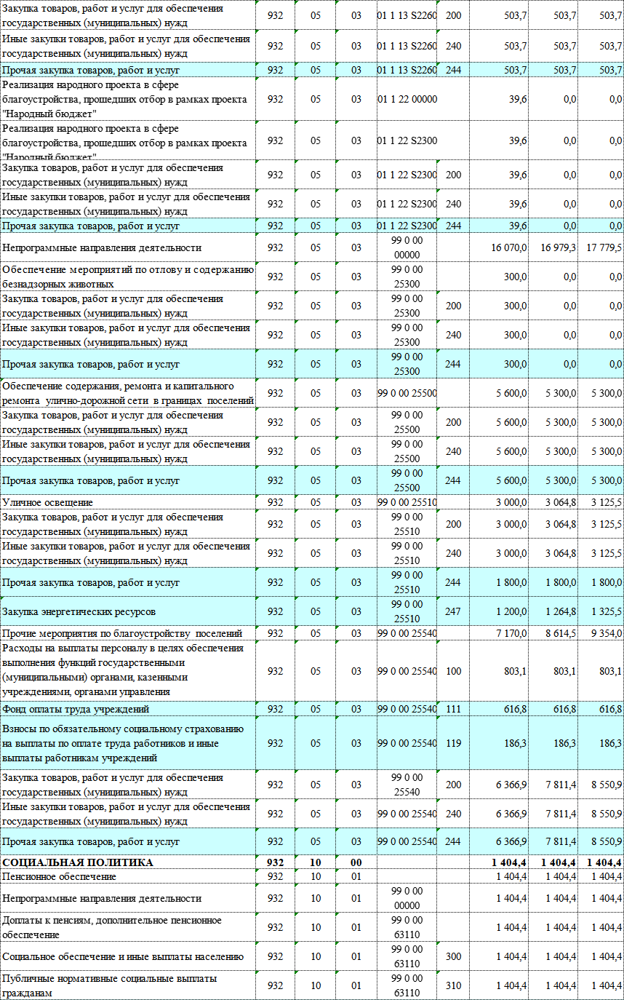 Закупка товаров, работ и услуг для обеспечения
государственных (муниципальных) нужд 932 05 03 01 1 13 S2260 200 503,7 503,7 503,7
Иные закупки товаров, работ и услуг для обеспечения
государственных (муниципальных) нужд 932 05 03 01 1 13 S2260 240 503,7 503,7 503,7
Прочая закупка товаров, работ и услуг 932 05 03 01 1 13 S2260 244 503,7 503,7 503,7
Реализация народного проекта в сфере
благоустройства, прошедших отбор в рамках проекта 932 05 03 01 1 22 00000 39,6 0,0 0,0
"Народный бюджет"
Реализация народного проекта в сфере
благоустройства, прошедших отбор в рамках проекта 932 05 03 01 1 22 S2300 39,6 0,0 0,0
"Народный бюджет"
Закупка товаров, работ и услуг для обеспечения
государственных (муниципальных) нужд 932 05 03 01 1 22 S2300 200 39,6 0,0 0,0
Иные закупки товаров, работ и услуг для обеспечения
государственных (муниципальных) нужд 932 05 03 01 1 22 S2300 240 39,6 0,0 0,0
Прочая закупка товаров, работ и услуг 932 05 03 01 1 22 S2300 244 39,6 0,0 0,0
Непрограммные направления деятельности 932 05 03 99 0 00 16 070,0 16 979,3 17 779,5
00000
Обеспечение мероприятий по отлову и содержанию 932 05 03 99 0 00 300,0 0,0 0,0
безнадзорных животных 25300
Закупка товаров, работ и услуг для обеспечения 932 05 03 99 0 00 200 300,0 0,0 0,0
государственных (муниципальных) нужд 25300
Иные закупки товаров, работ и услуг для обеспечения 932 05 03 99 0 00 240 300,0 0,0 0,0
государственных (муниципальных) нужд 25300
Прочая закупка товаров, работ и услуг 932 05 03 99 0 00 244 300,0 0,0 0,0
25300
Обеспечение содержания, ремонта и капитального
ремонта улично-дорожной сети в границах поселений 932 05 03 99 0 00 25500 5 600,0 5 300,0 5 300,0
Закупка товаров, работ и услуг для обеспечения 932 05 03 99 0 00 200 5 600,0 5 300,0 5 300,0
государственных (муниципальных) нужд 25500
Иные закупки товаров, работ и услуг для обеспечения 932 05 03 99 0 00 240 5 600,0 5 300,0 5 300,0
государственных (муниципальных) нужд 25500
Прочая закупка товаров, работ и услуг 932 05 03 99 0 00 244 5 600,0 5 300,0 5 300,0
25500
Уличное освещение 932 05 03 99 0 00 25510 3 000,0 3 064,8 3 125,5
Закупка товаров, работ и услуг для обеспечения 932 05 03 99 0 00 200 3 000,0 3 064,8 3 125,5
государственных (муниципальных) нужд 25510
Иные закупки товаров, работ и услуг для обеспечения 932 05 03 99 0 00 240 3 000,0 3 064,8 3 125,5
государственных (муниципальных) нужд 25510
Прочая закупка товаров, работ и услуг 932 05 03 99 0 00 244 1 800,0 1 800,0 1 800,0
25510
Закупка энергетических ресурсов 932 05 03 99 0 00 247 1 200,0 1 264,8 1 325,5
25510
Прочие мероприятия по благоустройству поселений 932 05 03 99 0 00 25540 7 170,0 8 614,5 9 354,0
Расходы на выплаты персоналу в целях обеспечения
выполнения функций государственными
(муниципальными) органами, казенными 932 05 03 99 0 00 25540 100 803,1 803,1 803,1
учреждениями, органами управления
Фонд оплаты труда учреждений 932 05 03 99 0 00 25540 111 616,8 616,8 616,8
Взносы по обязательному социальному страхованию
на выплаты по оплате труда работников и иные 932 05 03 99 0 00 25540 119 186,3 186,3 186,3
выплаты работникам учреждений
Закупка товаров, работ и услуг для обеспечения 932 05 03 99 0 00 200 6 366,9 7 811,4 8 550,9
государственных (муниципальных) нужд 25540
Иные закупки товаров, работ и услуг для обеспечения
государственных (муниципальных) нужд 932 05 03 99 0 00 25540 240 6 366,9 7 811,4 8 550,9
Прочая закупка товаров, работ и услуг 932 05 03 99 0 00 25540 244 6 366,9 7 811,4 8 550,9
СОЦИАЛЬНАЯ ПОЛИТИКА 932 10 00 1 404,4 1 404,4 1 404,4
Пенсионное обеспечение 932 10 01 1 404,4 1 404,4 1 404,4
Непрограммные направления деятельности 932 10 01 99 0 00 1 404,4 1 404,4 1 404,4
00000
Доплаты к пенсиям, дополнительное пенсионное 932 10 01 99 0 00 1 404,4 1 404,4 1 404,4
обеспечение 63110
Социальное обеспечение и иные выплаты населению 932 10 01 99 0 00 300 1 404,4 1 404,4 1 404,4
63110
Публичные нормативные социальные выплаты 932 10 01 99 0 00 310 1 404,4 1 404,4 1 404,4
гражданам 63110